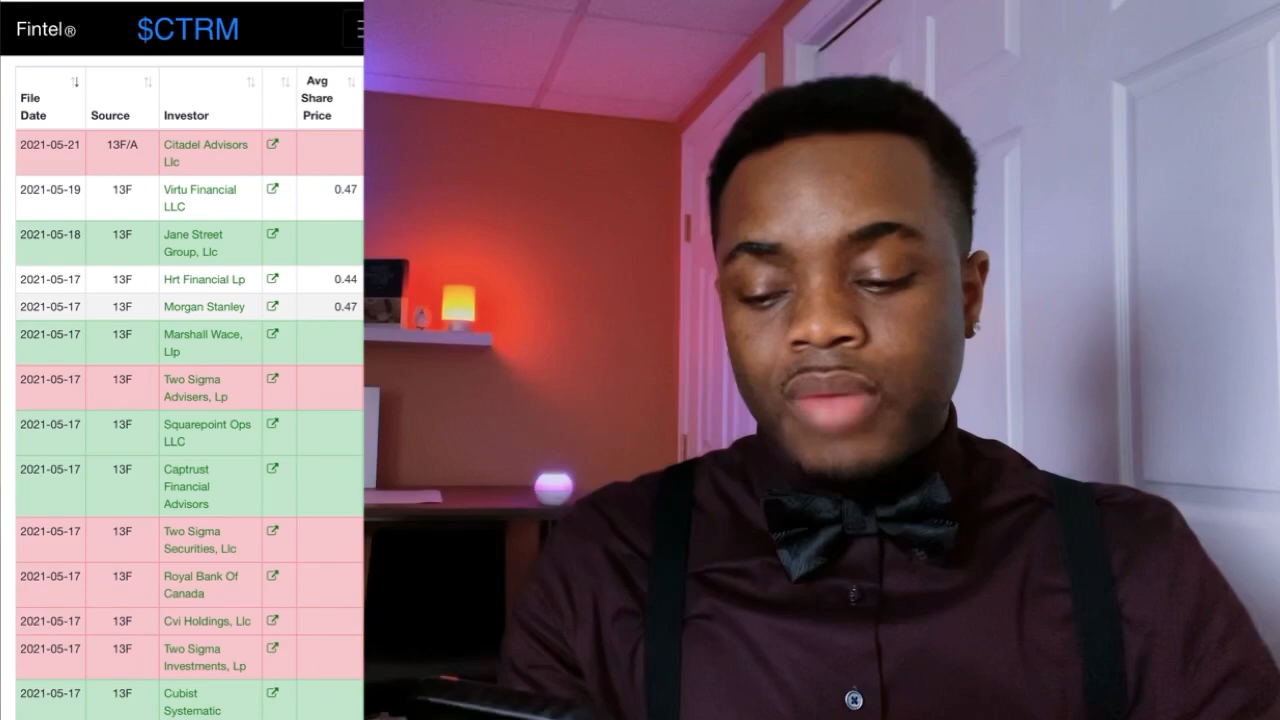 Fintel® $CTRM
File Date Source Investor Avg Share Price
2021-05-21 13F/A Citadel Advisors
Llc
2021-05-19 13F Virtu Financial 0.47
LLC
2021-05-18 13F Jane Street
Group, Llc
2021-05-17 13F Hrt Financial Lp 0.44
2021-05-17 13F Morgan Stanley 0.47
2021-05-17 13F Marshall Wace,
Llp
2021-05-17 13F Two Sigma
Advisers, Lp
2021-05-17 13F Squarepoint Ops
LLC
2021-05-17 13F Captrust
Financial
Advisors
2021-05-17 13F Two Sigma
Securities, Llc
2021-05-17 13F Royal Bank Of
Canada
2021-05-17 13F Cvi Holdings, Llc
2021-05-17 13F Two Sigma
Investments, Lp
2021-05-17 13F Cubist
Systematic